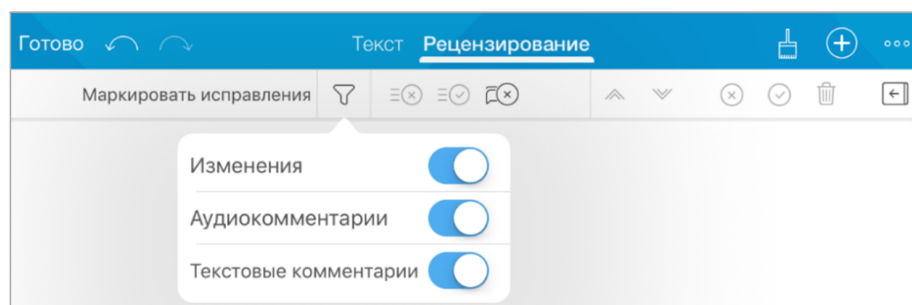 Готово Текст Рецензирование
Маркировать исправления
Изменения
Аудиокомментарии
Текстовые комментарии